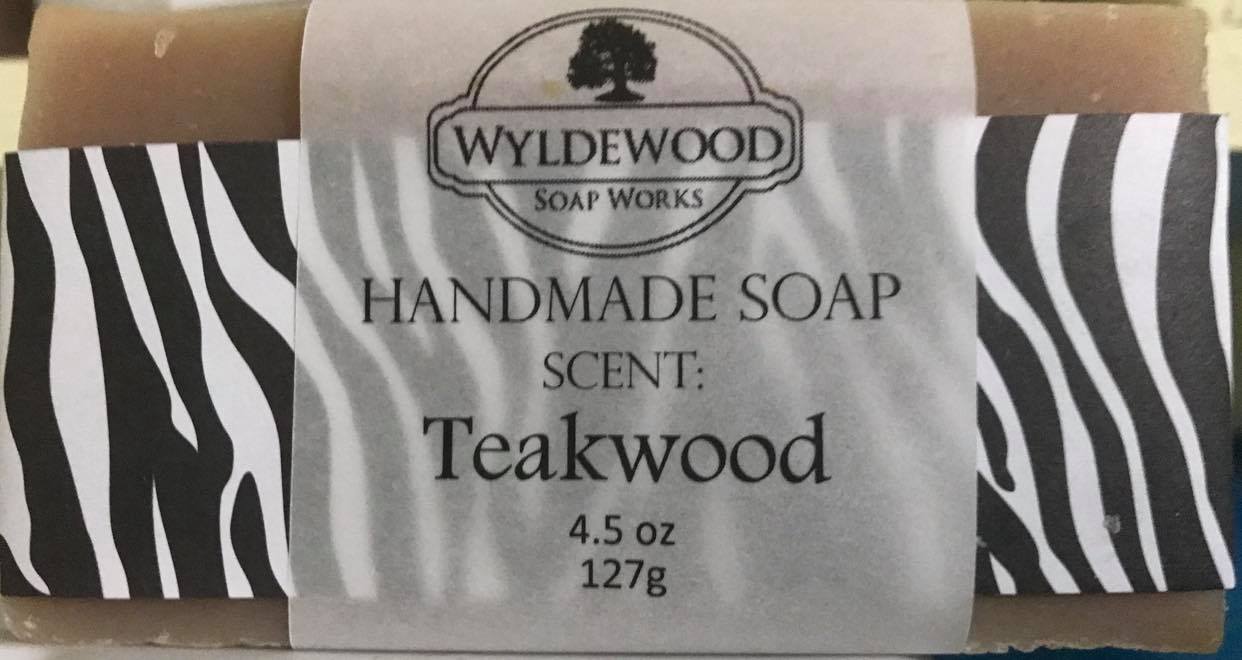 WYLDEWOOD
SOAP WORKS
HANDMADE SOAP
SCENT:
Teakwood
4.5 oz
127g